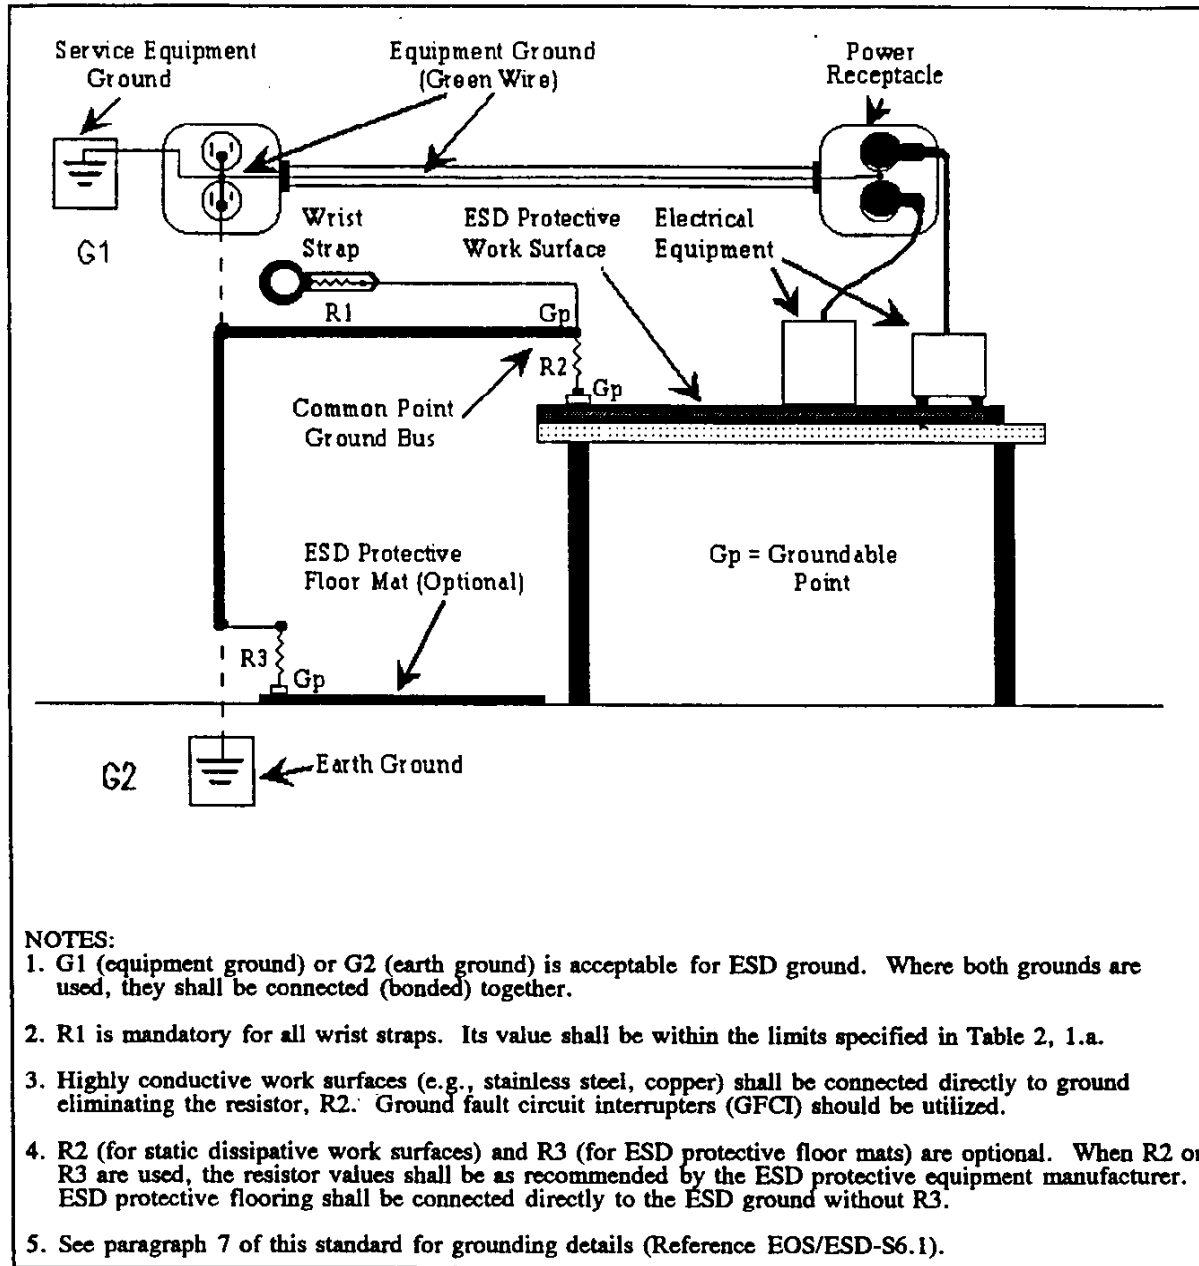 Service Equipment
Ground
Equipment Ground
(Green Wire)
Power
Receptacle
G1
Wrist
Strap
ESD Protective
Work Surface
Electrical
Equipment
R1
Gp
R2
Gp
Common Point
Ground Bus
ESD Protective
Floor Mat (Optional)
Gp = Groundable
Point
R3
Gp
G2
Earth Ground
NOTES:
1. G1 (equipment ground) or G2 (earth ground) is acceptable for ESD ground. Where both grounds are
used, they shall be connected (bonded) together.
2. R1 is mandatory for all wrist straps. Its value shall be within the limits specified in Table 2, 1.a.
3. Highly conductive work surfaces (e.g., stainless steel, copper) shall be connected directly to ground
eliminating the resistor, R2. Ground fault circuit interrupters (GFCI) should be utilized.
4. R2 (for static dissipative work surfaces) and R3 (for ESD protective floor mats) are optional. When R2 or
R3 are used, the resistor values shall be as recommended by the ESD protective equipment manufacturer.
ESD protective flooring shall be connected directly to the ESD ground without R3.
5. See paragraph 7 of this standard for grounding details (Reference EOS/ESD-S6.1).